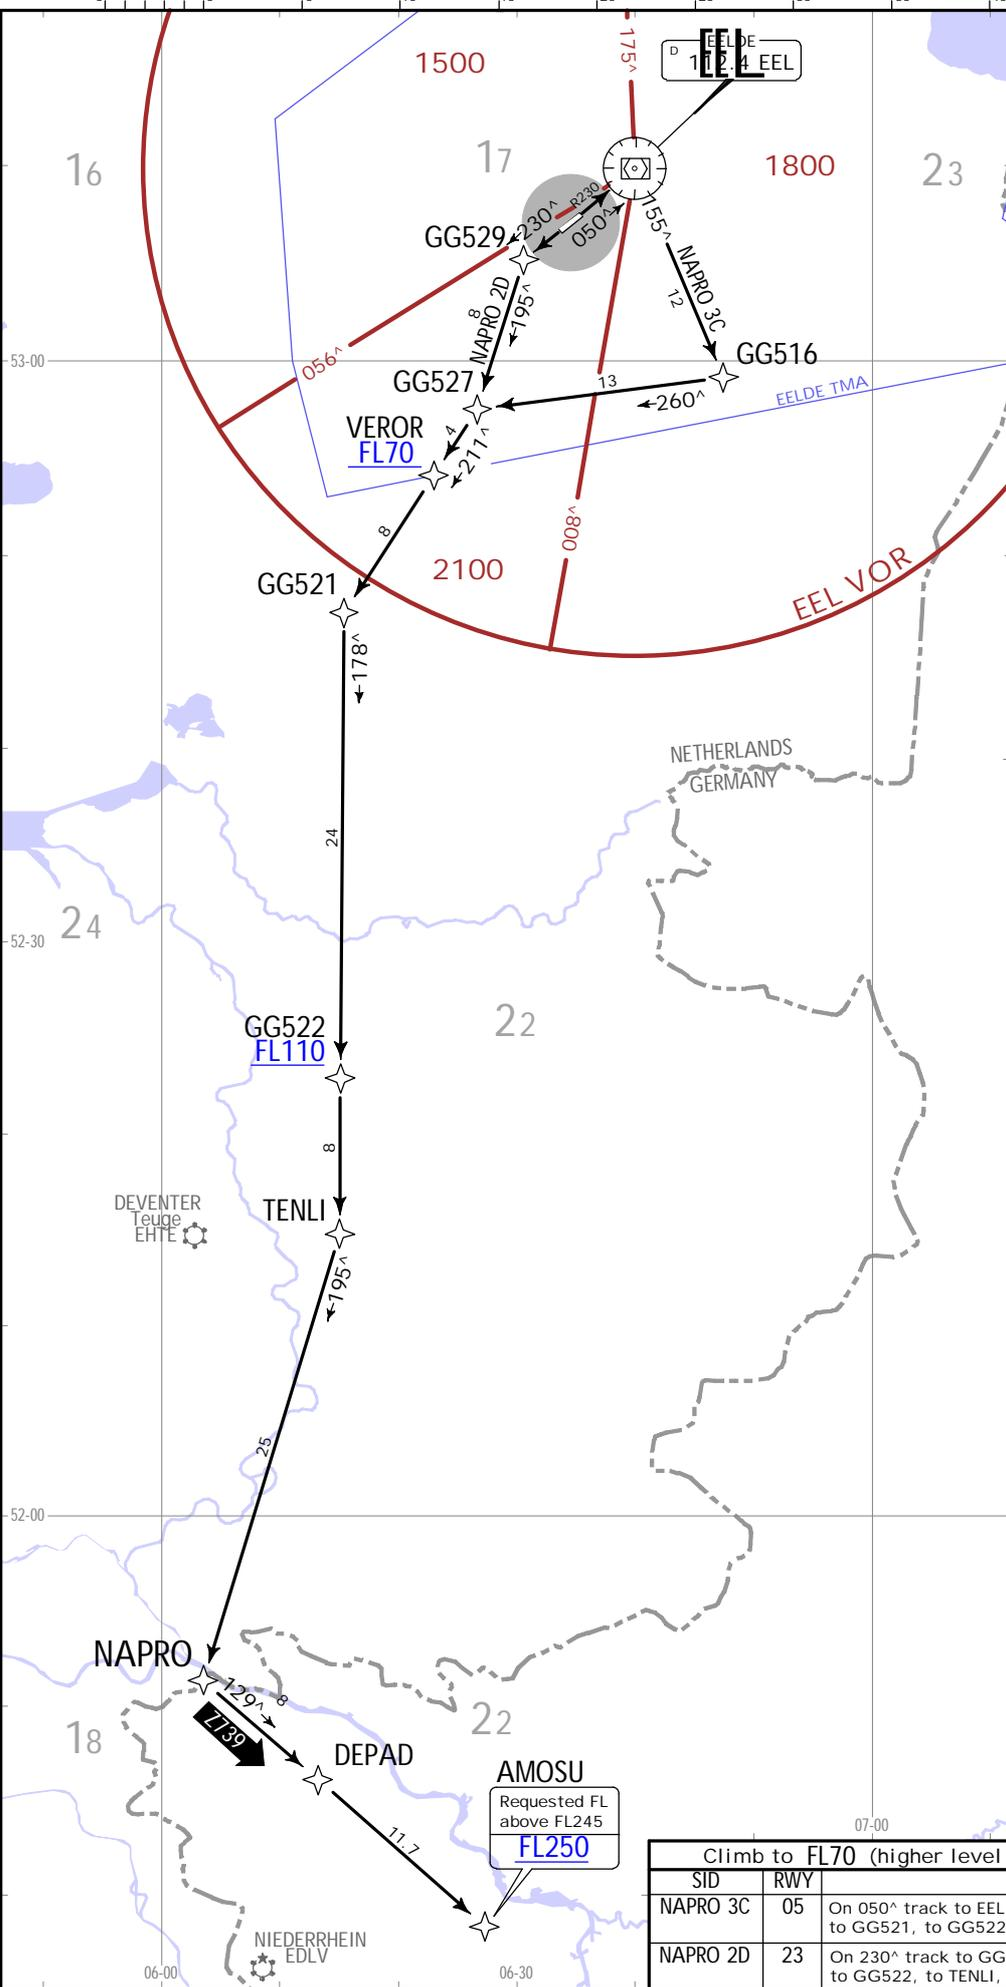 EELDE
D 112.4 EEL
EEL
1500
175^
16
17
1800
23
R230
230^
050^
155^
GG529
NAPRO 2D
8
195^
NAPRO 3C
12
056^
53-00
GG516
13
260^
GG527
EELDE TMA
VEROR
FL70
4
211^
8
008^
2100
GG521
EEL VOR
178^
NETHERLANDS
GERMANY
24
24
52-30
GG522
FL110
22
8
DEVENTER
Teuge
EHTE
TENLI
195^
25
52-00
NAPRO
129^
8
Z739
18
22
DEPAD
AMOSU
Requested FL
above FL245
FL250
11.7
07-00
NIEDERRHEIN
EDLV
06-00
06-30
Climb to FL70 (higher level
SID RWY
NAPRO 3C 05 On 050^ track to EEL
to GG521, to GG522
NAPRO 2D 23 On 230^ track to GG
to GG522, to TENLI,